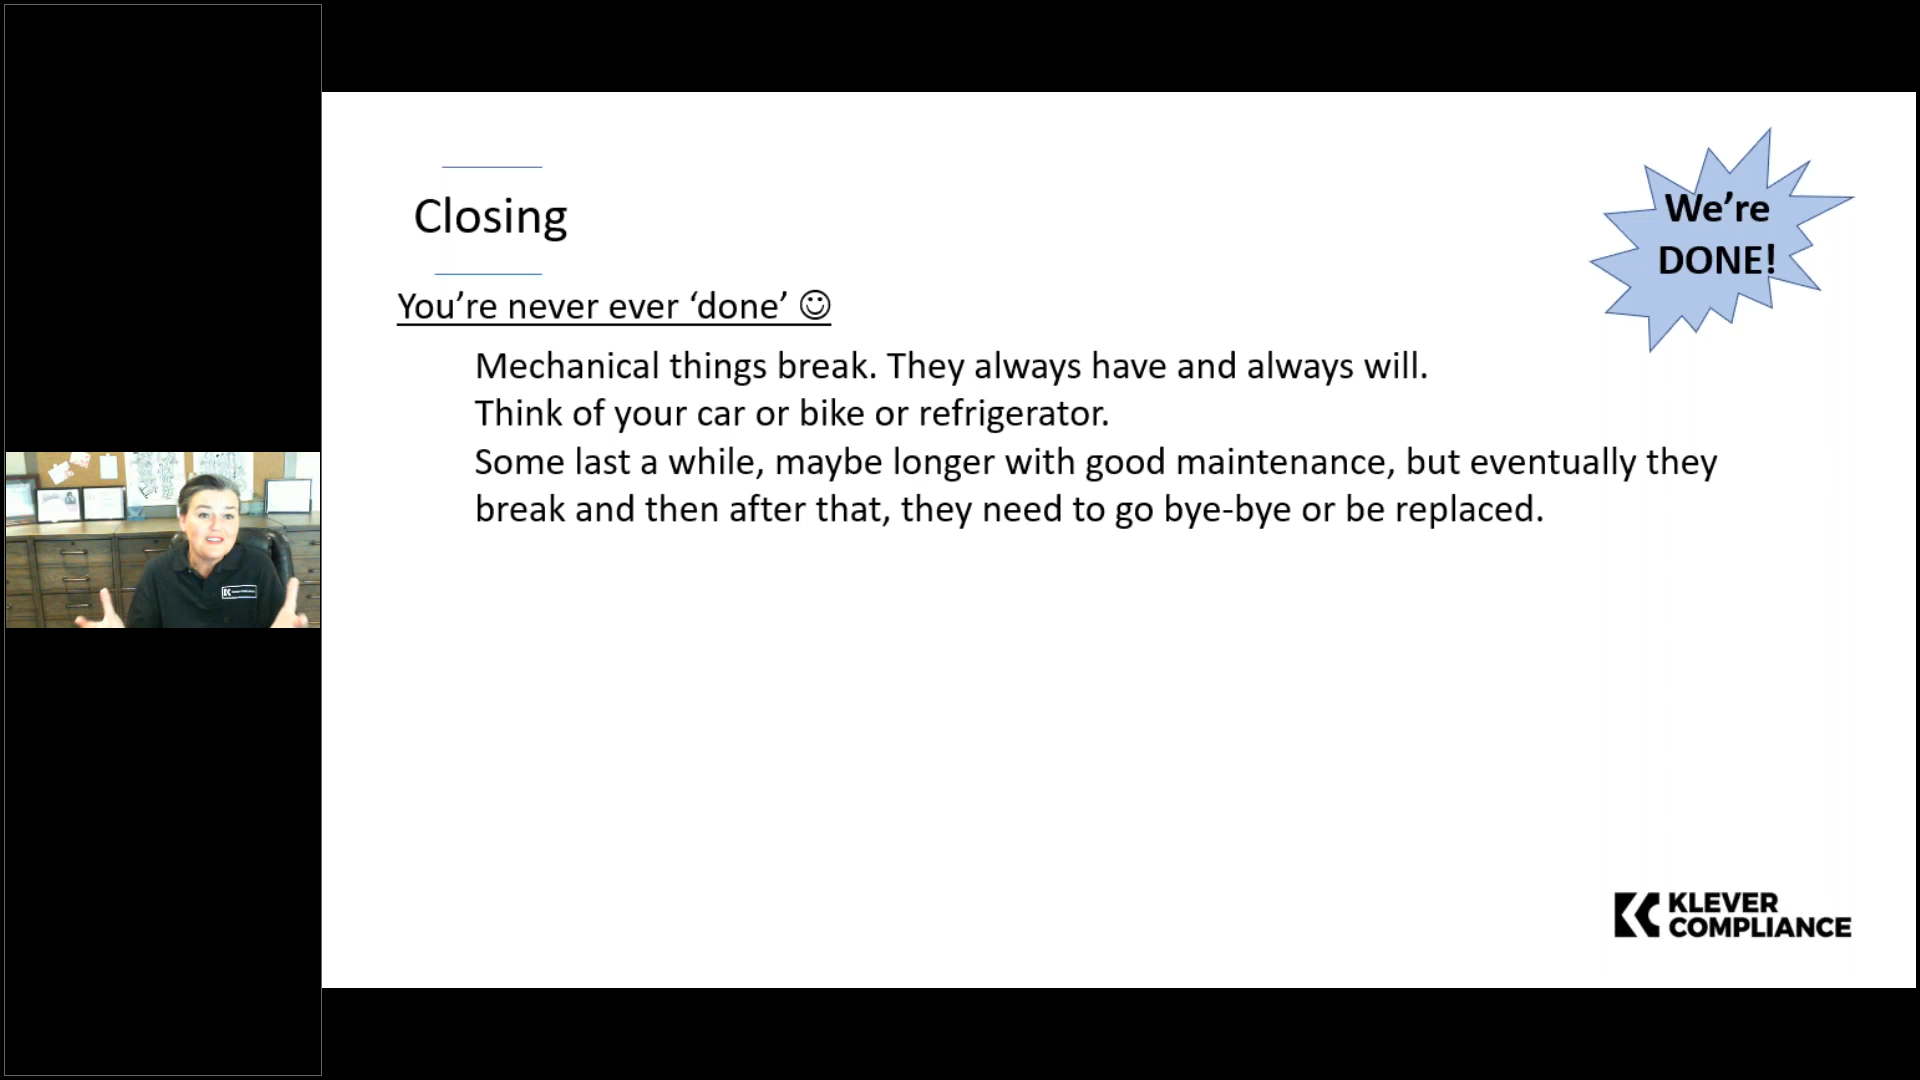 Closing
We’re
DONE!
You’re never ever ‘done’ ☺
Mechanical things break. They always have and always will.
Think of your car or bike or refrigerator.
Some last a while, maybe longer with good maintenance, but eventually they
break and then after that, they need to go bye-bye or be replaced.
KLEVER
COMPLIANCE